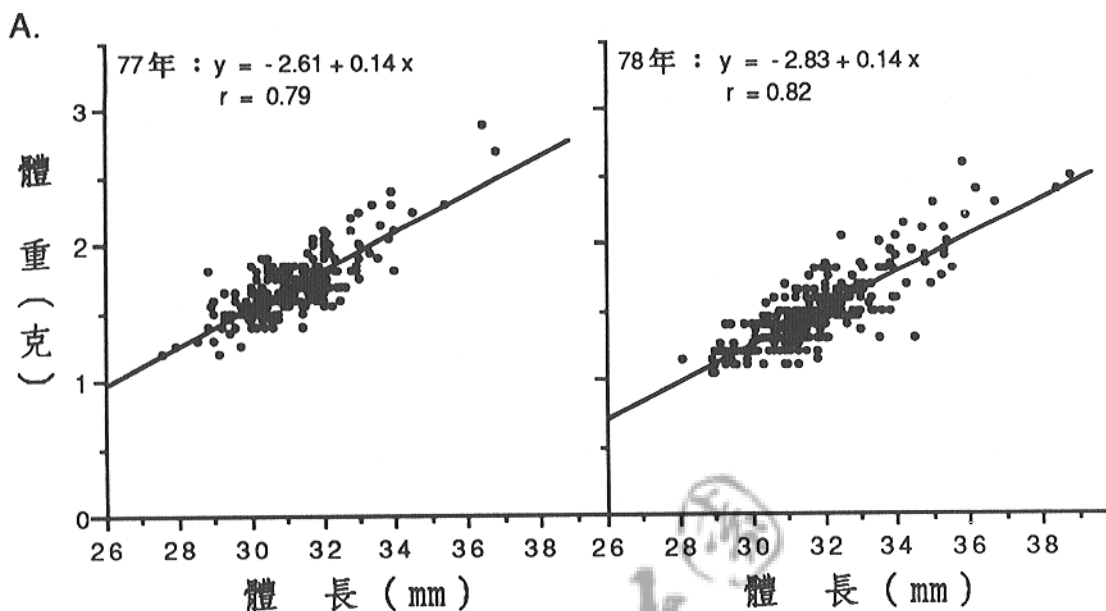 A.
77年：y = -2.61 + 0.14 x
r = 0.79
78年：y = -2.83 + 0.14 x
r = 0.82
體重(克)
3
2
1
0
26 28 30 32 34 36 38
26 28 30 32 34 36 38
體 長 (mm)
體 長 (mm)